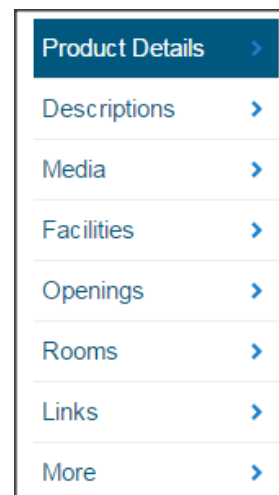 Product Details
Descriptions
Media
Facilities
Openings
Rooms
Links
More